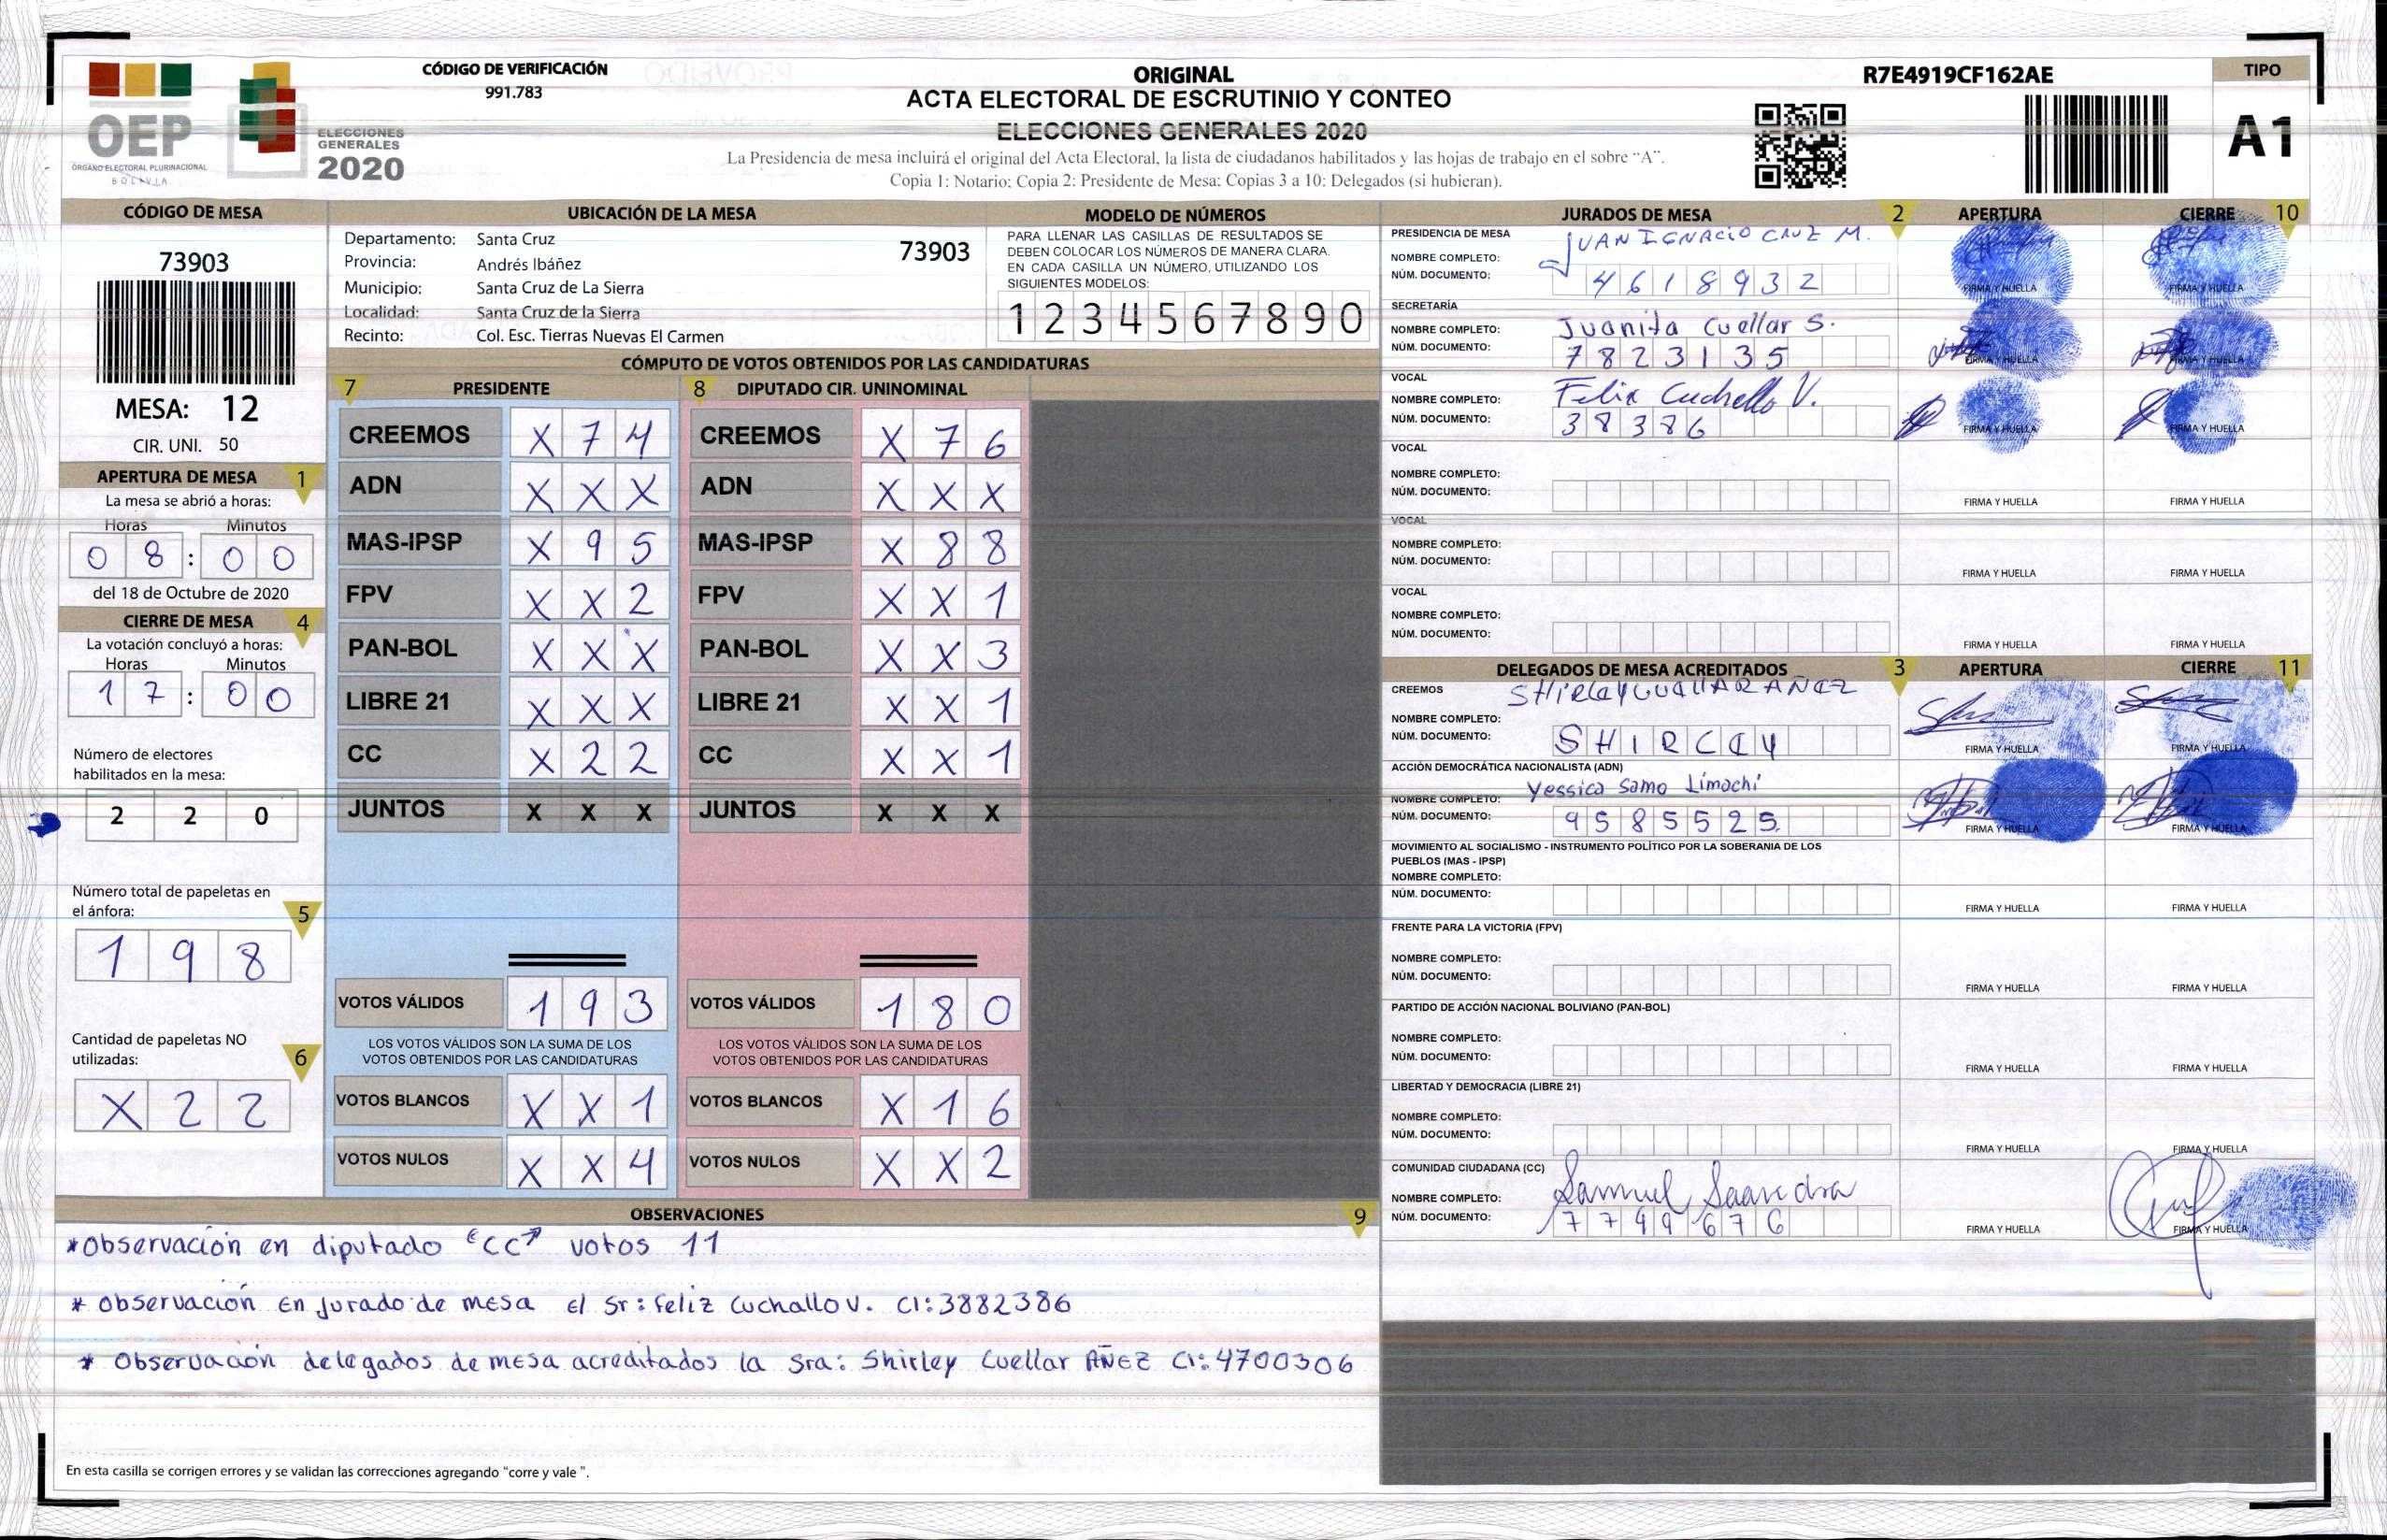 CÓDIGO DE VERIFICACIÓN
991.783
OEP
ÓRGANO ELECTORAL PLURINACIONAL
BOLIVIA
ELECCIONES
GENERALES
2020
ORIGINAL
ACTA ELECTORAL DE ESCRUTINIO Y CONTEO
ELECCIONES GENERALES 2020
La Presidencia de mesa incluirá el original del Acta Electoral, la lista de ciudadanos habilitados y las hojas de trabajo en el sobre “A”.
Copia 1: Notario; Copia 2: Presidente de Mesa; Copias 3 a 10: Delegados (si hubieran).
R7E4919CF162AE
TIPO
A1
CÓDIGO DE MESA
73903
MESA: 12
CIR. UNI. 50
APERTURA DE MESA 1
La mesa se abrió a horas:
Horas Minutos
0 8 : 0 0
del 18 de Octubre de 2020
CIERRE DE MESA 4
La votación concluyó a horas:
Horas Minutos
1 7 : 0 0
Número de electores
habilitados en la mesa:
2 2 0
Número total de papeletas en
el ánfora: 5
1 9 8
Cantidad de papeletas NO
utilizadas: 6
X 2 2
UBICACIÓN DE LA MESA
Departamento: Santa Cruz 73903
Provincia: Andrés Ibáñez
Municipio: Santa Cruz de La Sierra
Localidad: Santa Cruz de la Sierra
Recinto: Col. Esc. Tierras Nuevas El Carmen
MODELO DE NÚMEROS
PARA LLENAR LAS CASILLAS DE RESULTADOS SE
DEBEN COLOCAR LOS NÚMEROS DE MANERA CLARA.
EN CADA CASILLA UN NÚMERO, UTILIZANDO LOS
SIGUIENTES MODELOS:
1 2 3 4 5 6 7 8 9 0
CÓMPUTO DE VOTOS OBTENIDOS POR LAS CANDIDATURAS
7 PRESIDENTE 8 DIPUTADO CIR. UNINOMINAL
CREEMOS X 7 4 CREEMOS X 7 6
ADN X X X ADN X X X
MAS-IPSP X 9 5 MAS-IPSP X 8 8
FPV X X 2 FPV X X 1
PAN-BOL X X X PAN-BOL X X 3
LIBRE 21 X X X LIBRE 21 X X 1
CC X 2 2 CC X X 1
JUNTOS X X X JUNTOS X X X
VOTOS VÁLIDOS 1 9 3 VOTOS VÁLIDOS 1 8 0
LOS VOTOS VÁLIDOS SON LA SUMA DE LOS LOS VOTOS VÁLIDOS SON LA SUMA DE LOS
VOTOS OBTENIDOS POR LAS CANDIDATURAS VOTOS OBTENIDOS POR LAS CANDIDATURAS
VOTOS BLANCOS X X 1 VOTOS BLANCOS X 1 6
VOTOS NULOS X X 4 VOTOS NULOS X X 2
OBSERVACIONES 9
*Observación en diputado "CC" votos 11
* Observación En Jurado de mesa El Sr: Feliz Cuchallo V. CI:3882386
* Observación delegados de mesa acreditados la Sra: Shirley Cuellar AÑEZ CI:4700306
En esta casilla se corrigen errores y se validan las correcciones agregando “corre y vale ”.
JURADOS DE MESA 2 APERTURA CIERRE 10
PRESIDENCIA DE MESA
NOMBRE COMPLETO: JUAN IGNACIO CRUZ M.
NÚM. DOCUMENTO: 4 6 1 8 9 3 2
FIRMA Y HUELLA FIRMA Y HUELLA
SECRETARÍA
NOMBRE COMPLETO: Juanita Cuellar S.
NÚM. DOCUMENTO: 7 8 2 3 1 3 5
FIRMA Y HUELLA FIRMA Y HUELLA
VOCAL
NOMBRE COMPLETO: Felix Cuchallo V.
NÚM. DOCUMENTO: 3 8 3 8 6
FIRMA Y HUELLA FIRMA Y HUELLA
VOCAL
NOMBRE COMPLETO:
NÚM. DOCUMENTO:
FIRMA Y HUELLA FIRMA Y HUELLA
VOCAL
NOMBRE COMPLETO:
NÚM. DOCUMENTO:
FIRMA Y HUELLA FIRMA Y HUELLA
VOCAL
NOMBRE COMPLETO:
NÚM. DOCUMENTO:
FIRMA Y HUELLA FIRMA Y HUELLA
DELEGADOS DE MESA ACREDITADOS 3 APERTURA CIERRE 11
CREEMOS
NOMBRE COMPLETO: SHIRLEY CUELLAR AÑEZ
NÚM. DOCUMENTO: S H I R L E Y
FIRMA Y HUELLA FIRMA Y HUELLA
ACCIÓN DEMOCRÁTICA NACIONALISTA (ADN)
NOMBRE COMPLETO: Yessica Samo Limachi
NÚM. DOCUMENTO: 9 5 8 5 5 2 5
FIRMA Y HUELLA FIRMA Y HUELLA
MOVIMIENTO AL SOCIALISMO - INSTRUMENTO POLÍTICO POR LA SOBERANIA DE LOS
PUEBLOS (MAS - IPSP)
NOMBRE COMPLETO:
NÚM. DOCUMENTO:
FIRMA Y HUELLA FIRMA Y HUELLA
FRENTE PARA LA VICTORIA (FPV)
NOMBRE COMPLETO:
NÚM. DOCUMENTO:
FIRMA Y HUELLA FIRMA Y HUELLA
PARTIDO DE ACCIÓN NACIONAL BOLIVIANO (PAN-BOL)
NOMBRE COMPLETO:
NÚM. DOCUMENTO:
FIRMA Y HUELLA FIRMA Y HUELLA
LIBERTAD Y DEMOCRACIA (LIBRE 21)
NOMBRE COMPLETO:
NÚM. DOCUMENTO:
FIRMA Y HUELLA FIRMA Y HUELLA
COMUNIDAD CIUDADANA (CC)
NOMBRE COMPLETO: Samuel Saavedra
NÚM. DOCUMENTO: 7 7 9 9 6 7 6
FIRMA Y HUELLA FIRMA Y HUELLA